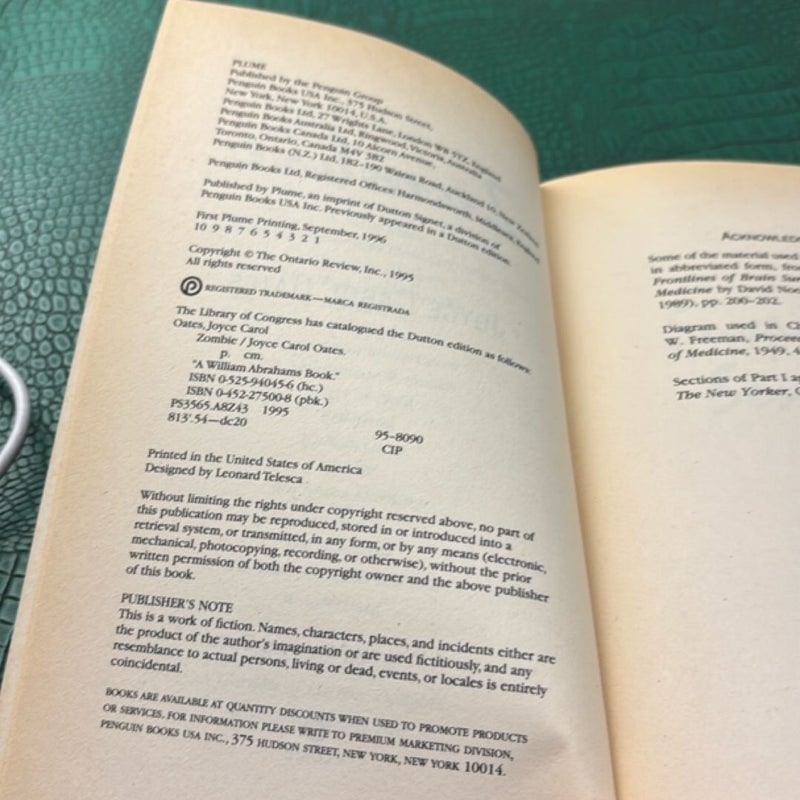 PLUME
Published by the Penguin Group
Penguin Books USA Inc., 375 Hudson Street,
New York, New York 10014, U.S.A.
Penguin Books Ltd, 27 Wrights Lane, London W8 5TZ, England
Penguin Books Australia Ltd, Ringwood, Victoria, Australia
Penguin Books Canada Ltd, 10 Alcorn Avenue,
Toronto, Ontario, Canada M4V 3B2
Penguin Books (N.Z.) Ltd, 182-190 Wairau Road, Auckland 10, New Zealand
Penguin Books Ltd, Registered Offices: Harmondsworth, Middlesex, England
Published by Plume, an imprint of Dutton Signet, a division of
Penguin Books USA Inc. Previously appeared in a Dutton edition.
First Plume Printing, September, 1996
10 9 8 7 6 5 4 3 2 1
Copyright © The Ontario Review, Inc., 1995
All rights reserved
REGISTERED TRADEMARK—MARCA REGISTRADA
The Library of Congress has catalogued the Dutton edition as follows:
Oates, Joyce Carol
Zombie / Joyce Carol Oates.
p. cm.
"A William Abrahams Book."
ISBN 0-525-94045-6 (hc.)
ISBN 0-452-27500-8 (pbk.)
PS3565.A8Z43 1995
813'.54—dc20
95-8090
CIP
Printed in the United States of America
Designed by Leonard Telesca
Without limiting the rights under copyright reserved above, no part of
this publication may be reproduced, stored in or introduced into a
retrieval system, or transmitted, in any form, or by any means (electronic,
mechanical, photocopying, recording, or otherwise), without the prior
written permission of both the copyright owner and the above publisher
of this book.
PUBLISHER'S NOTE
This is a work of fiction. Names, characters, places, and incidents either are
the product of the author's imagination or are used fictitiously, and any
resemblance to actual persons, living or dead, events, or locales is entirely
coincidental.
BOOKS ARE AVAILABLE AT QUANTITY DISCOUNTS WHEN USED TO PROMOTE PRODUCTS
OR SERVICES. FOR INFORMATION PLEASE WRITE TO PREMIUM MARKETING DIVISION,
PENGUIN BOOKS USA INC., 375 HUDSON STREET, NEW YORK, NEW YORK 10014.
Some of the material used
in abbreviated form, from
Frontlines of Brain
Medicine by David
1989), pp. 200-202.
Diagram used in
W. Freeman,
of Medicine, 1949,
Sections of Part I
The New Yorker,